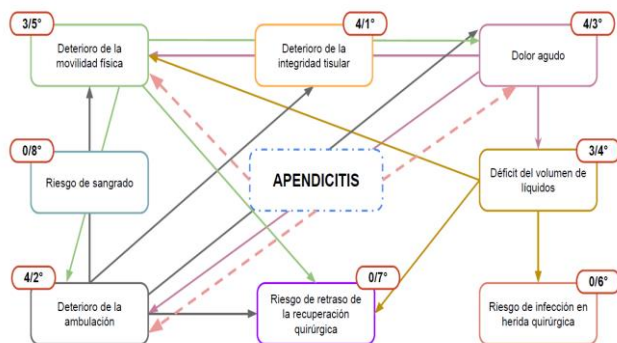 3/5°
4/1°
4/3°
Deterioro de la
movilidad física
Deterioro de la
integridad tisular
Dolor agudo
0/8°
3/4°
Riesgo de sangrado
APENDICITIS
Déficit del volumen de
líquidos
4/2°
0/7°
0/6°
Deterioro de la
ambulación
Riesgo de retraso de
la recuperación
quirúrgica
Riesgo de infección en
herida quirúrgica